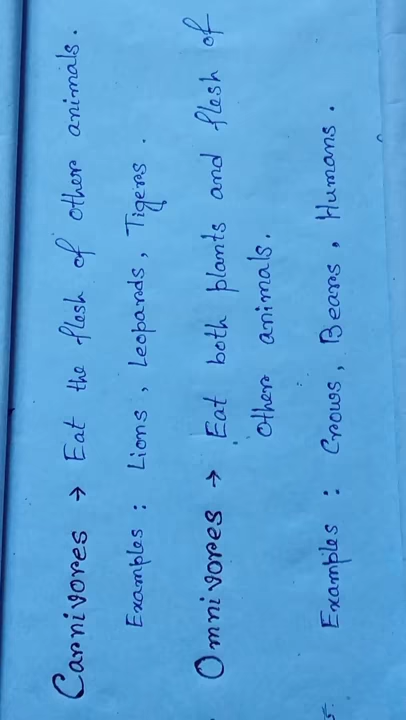 Carnivores → Eat the flesh of other animals.
Examples : Lions, Leopards, Tigers.
Omnivores → Eat both plants and flesh of
other animals.
Examples : Crows, Bears, Humans.